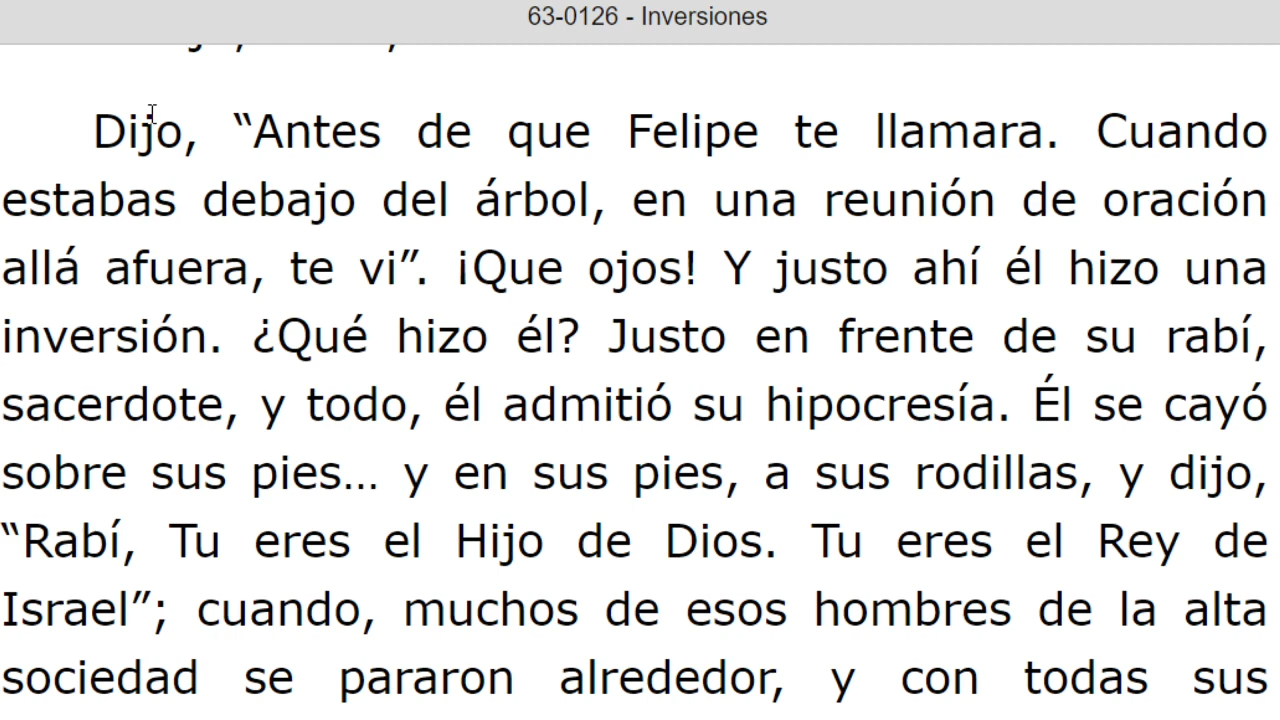 63-0126 - Inversiones
Dijo, “Antes de que Felipe te llamara. Cuando
estabas debajo del árbol, en una reunión de oración
allá afuera, te vi”. ¡Que ojos! Y justo ahí él hizo una
inversión. ¿Qué hizo él? Justo en frente de su rabí,
sacerdote, y todo, él admitió su hipocresía. Él se cayó
sobre sus pies... y en sus pies, a sus rodillas, y dijo,
“Rabí, Tu eres el Hijo de Dios. Tu eres el Rey de
Israel”; cuando, muchos de esos hombres de la alta
sociedad se pararon alrededor, y con todas sus